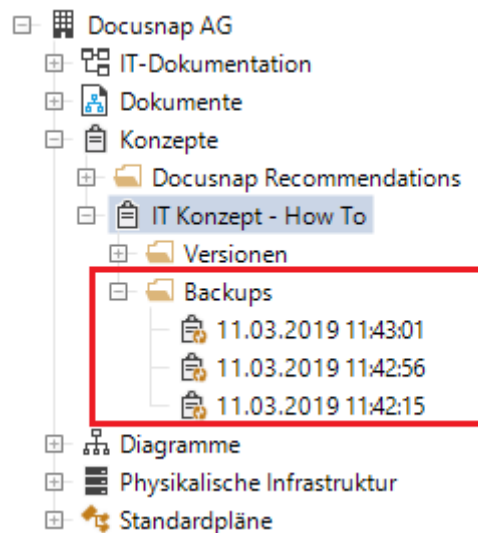 Docusnap AG
IT-Dokumentation
Dokumente
Konzepte
Docusnap Recommendations
IT Konzept - How To
Versionen
Backups
11.03.2019 11:43:01
11.03.2019 11:42:56
11.03.2019 11:42:15
Diagramme
Physikalische Infrastruktur
Standardpläne